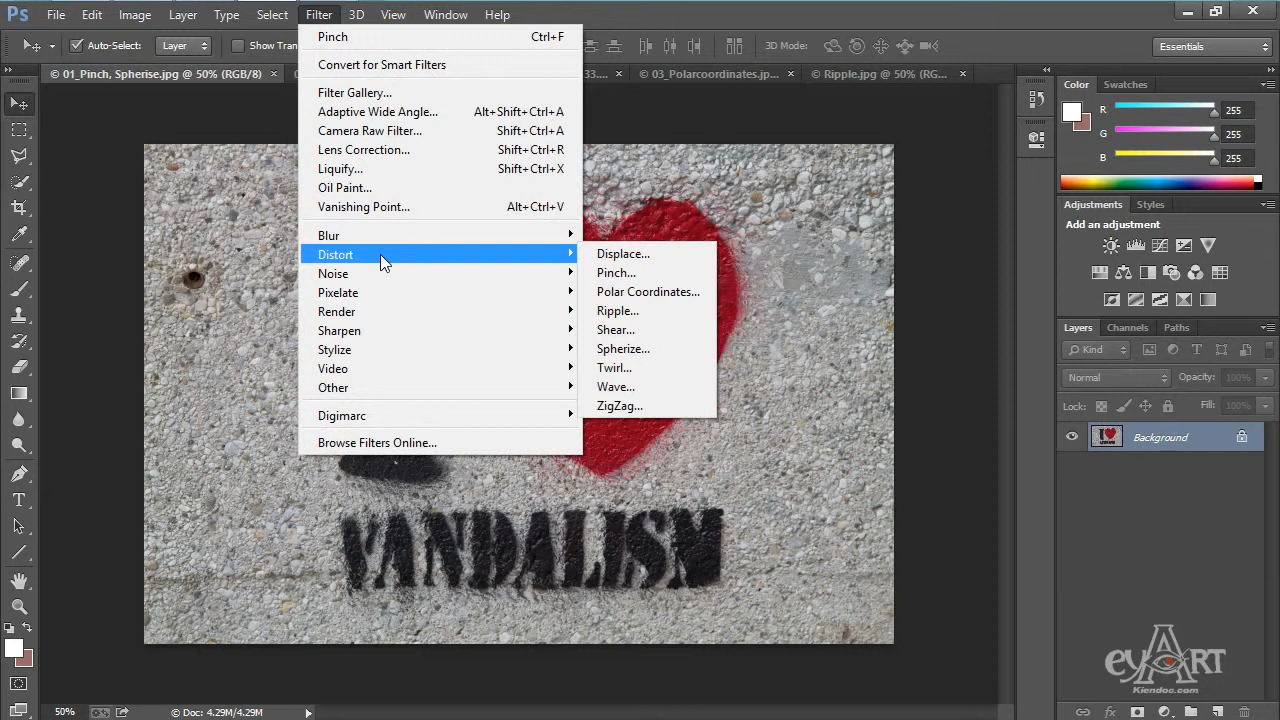 Ps File Edit Image Layer Type Select Filter 3D View Window Help
Auto-Select: Layer Show Tran 3D Mode: Essentials
01_Pinch, Spherise.jpg @ 50% (RGB/8) 33... 03_Polarcoordinates.jp... Ripple.jpg @ 50% (RG...
Pinch Ctrl+F
Convert for Smart Filters
Filter Gallery...
Adaptive Wide Angle... Alt+Shift+Ctrl+A
Camera Raw Filter... Shift+Ctrl+A
Lens Correction... Shift+Ctrl+R
Liquify... Shift+Ctrl+X
Oil Paint...
Vanishing Point... Alt+Ctrl+V
Blur
Distort
Noise
Pixelate
Render
Sharpen
Stylize
Video
Other
Digimarc
Browse Filters Online...
Displace...
Pinch...
Polar Coordinates...
Ripple...
Shear...
Spherize...
Twirl...
Wave...
ZigZag...
VANDALISM
Color Swatches
R 255
G 255
B 255
Adjustments Styles
Add an adjustment
Layers Channels Paths
Kind
Normal Opacity: 100%
Lock: Fill: 100%
Background
eyART
Kiendoc.com
50% Doc: 4.29M/4.29M